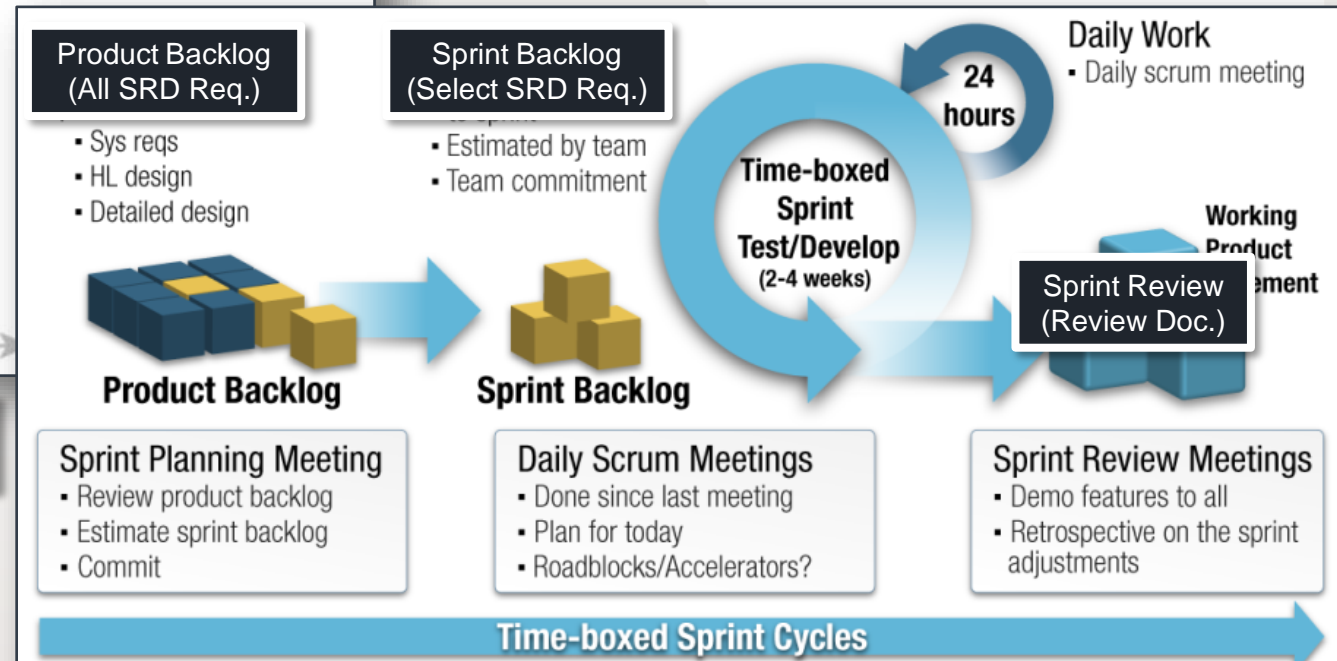 Product Backlog
(All SRD Req.)
▪ Sys reqs
▪ HL design
▪ Detailed design
Product Backlog
Sprint Backlog
(Select SRD Req.)
▪ Estimated by team
▪ Team commitment
Sprint Backlog
Time-boxed
Sprint
Test/Develop
(2-4 weeks)
24
hours
Daily Work
▪ Daily scrum meeting
Working
Product
Sprint Review
(Review Doc.)
Sprint Planning Meeting
▪ Review product backlog
▪ Estimate sprint backlog
▪ Commit
Daily Scrum Meetings
▪ Done since last meeting
▪ Plan for today
▪ Roadblocks/Accelerators?
Sprint Review Meetings
▪ Demo features to all
▪ Retrospective on the sprint
adjustments
Time-boxed Sprint Cycles